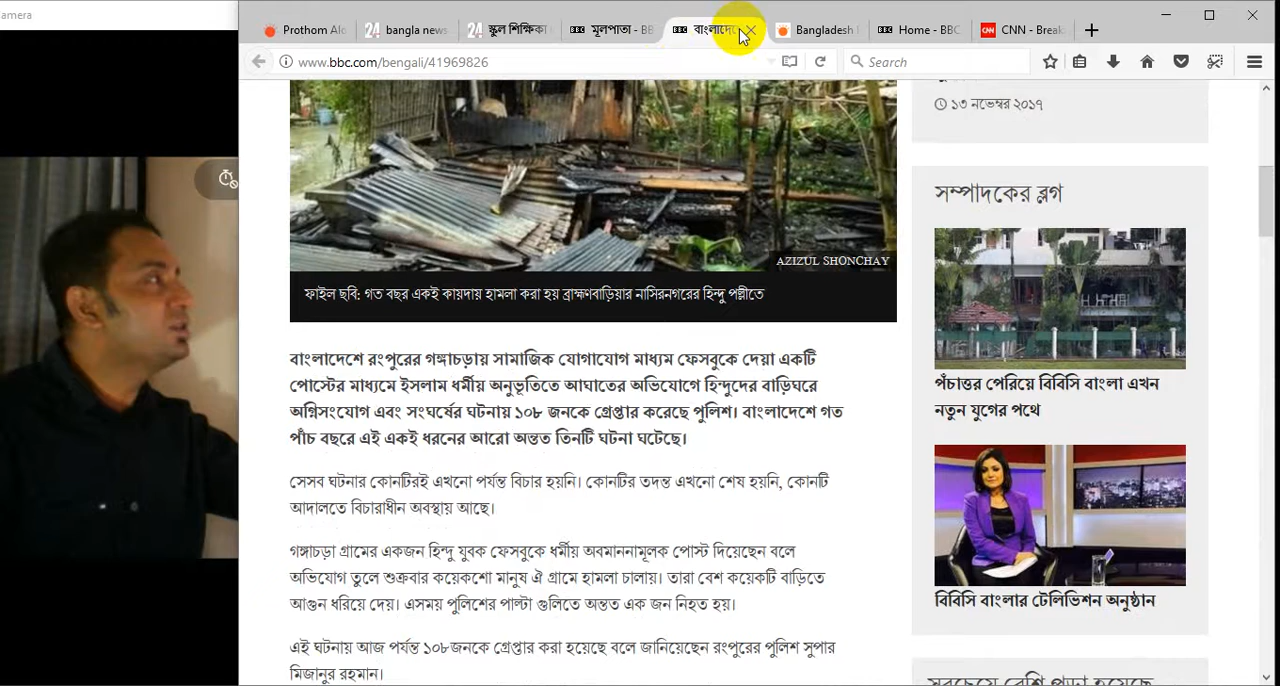 amera
Prothom Alo
bangla news
স্কুল শিক্ষিকা
মূলপাতা - BB
বাংলাদে
Bangladesh
Home - BBC
CNN - Break
www.bbc.com/bengali/41969826
Search
১৩ নভেম্বর ২০১৭
সম্পাদকের ব্লগ
AZIZUL SHONCHAY
ফাইল ছবি: গত বছর একই কায়দায় হামলা করা হয় ব্রাহ্মণবাড়িয়ার নাসিরনগরের হিন্দু পল্লীতে
বাংলাদেশে রংপুরের গঙ্গাচড়ায় সামাজিক যোগাযোগ মাধ্যম ফেসবুকে দেয়া একটি
পোস্টের মাধ্যমে ইসলাম ধর্মীয় অনুভূতিতে আঘাতের অভিযোগে হিন্দুদের বাড়িঘরে
অগ্নিসংযোগ এবং সংঘর্ষের ঘটনায় ১০৮ জনকে গ্রেপ্তার করেছে পুলিশ। বাংলাদেশে গত
পাঁচ বছরে এই একই ধরনের আরো অন্তত তিনটি ঘটনা ঘটেছে।
সেসব ঘটনার কোনটিরই এখনো পর্যন্ত বিচার হয়নি। কোনটির তদন্ত এখনো শেষ হয়নি, কোনটি
আদালতে বিচারাধীন অবস্থায় আছে।
গঙ্গাচড়া গ্রামের একজন হিন্দু যুবক ফেসবুকে ধর্মীয় অবমাননামূলক পোস্ট দিয়েছেন বলে
অভিযোগ তুলে শুক্রবার কয়েকশো মানুষ ঐ গ্রামে হামলা চালায়। তারা বেশ কয়েকটি বাড়িতে
আগুন ধরিয়ে দেয়। এসময় পুলিশের পাল্টা গুলিতে অন্তত এক জন নিহত হয়।
এই ঘটনায় আজ পর্যন্ত ১০৮জনকে গ্রেপ্তার করা হয়েছে বলে জানিয়েছেন রংপুরের পুলিশ সুপার
মিজানুর রহমান।
পঁচাত্তর পেরিয়ে বিবিসি বাংলা এখন
নতুন যুগের পথে
বিবিসি বাংলার টেলিভিশন অনুষ্ঠান
সবচেয়ে বেশি পড়া হয়েছে